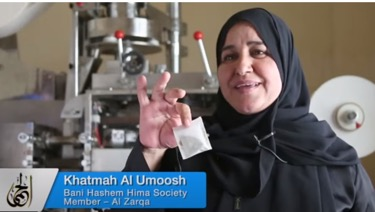 Khatmah Al Umoosh
Bani Hashem Hima Society
Member – Al Zarqa